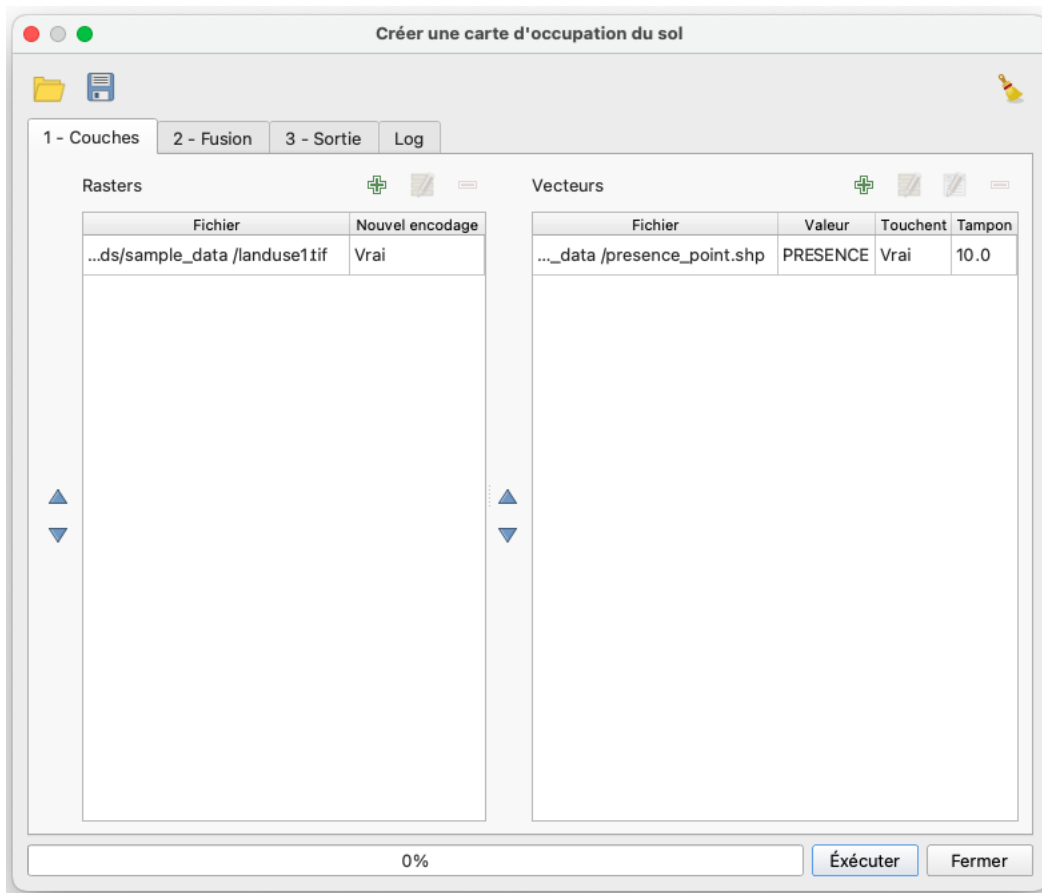 Créer une carte d'occupation du sol
1 - Couches 2 - Fusion 3 - Sortie Log
Rasters
Fichier Nouvel encodage
...ds/sample_data /landuse1.tif Vrai
Vecteurs
Fichier Valeur Touchent Tampon
..._data /presence_point.shp PRESENCE Vrai 10.0
0% Éxécuter Fermer